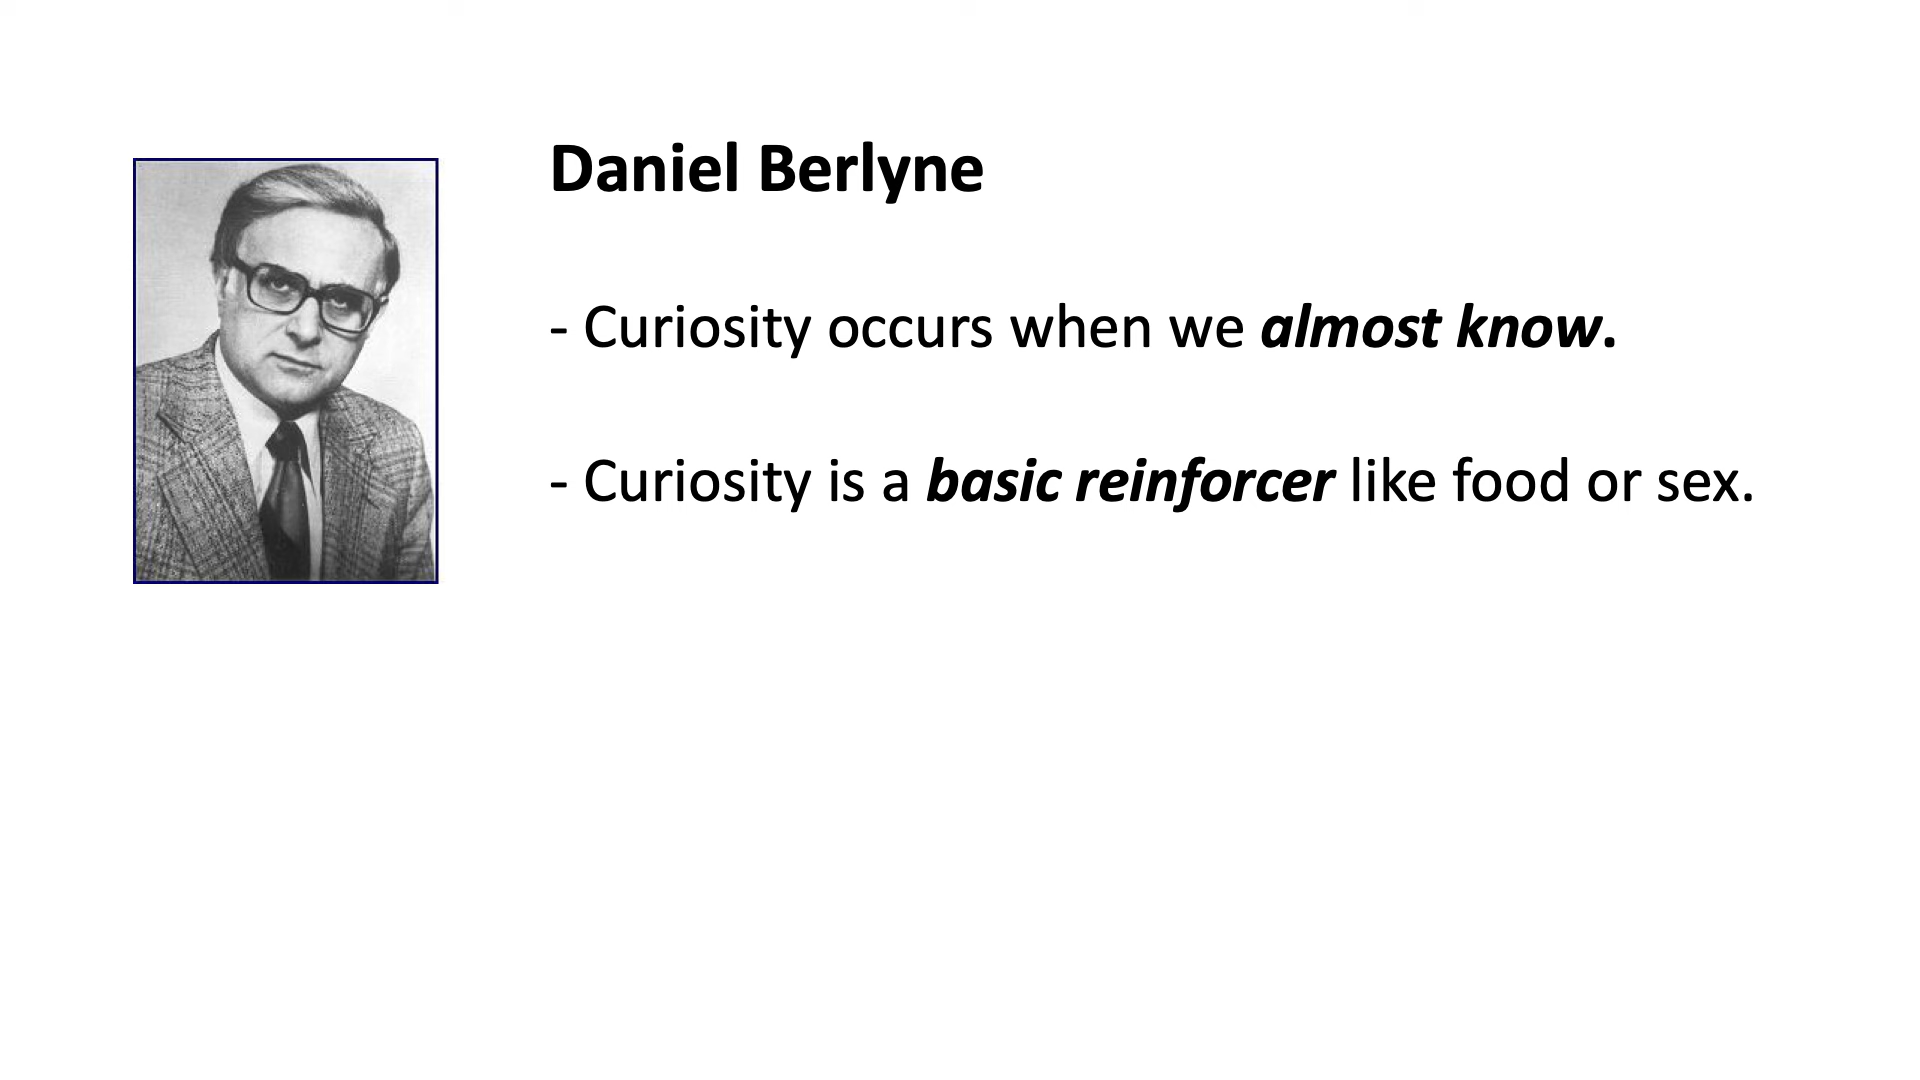 Daniel Berlyne
- Curiosity occurs when we almost know.
- Curiosity is a basic reinforcer like food or sex.